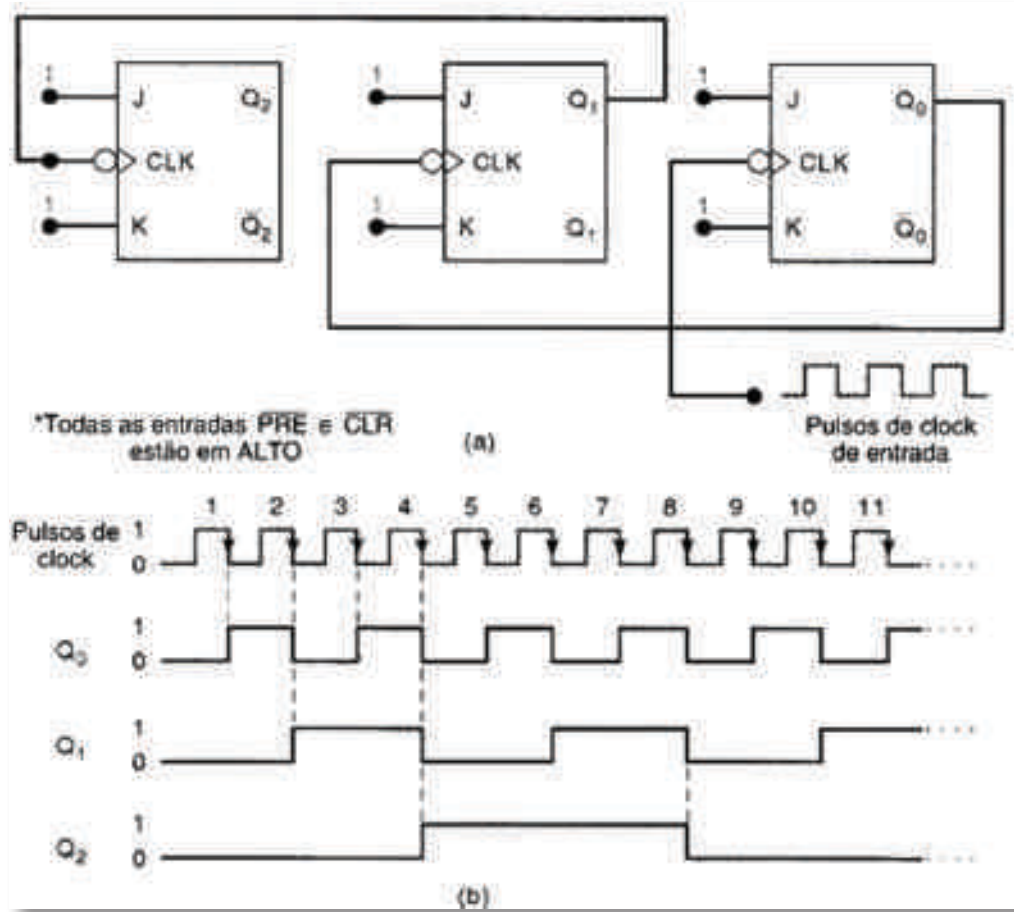 1 1 1
J Q₂ J Q₁ J Q₀
CLK CLK CLK
1 1 1
K Q̅₂ K Q̅₁ K Q̅₀
*Todas as entradas P̅R̅E̅ e C̅L̅R̅
estão em ALTO
(a)
Pulsos de clock
de entrada
1 2 3 4 5 6 7 8 9 10 11
Pulsos de
clock
1
0
Q₀
1
0
Q₁
1
0
Q₂
1
0
(b)